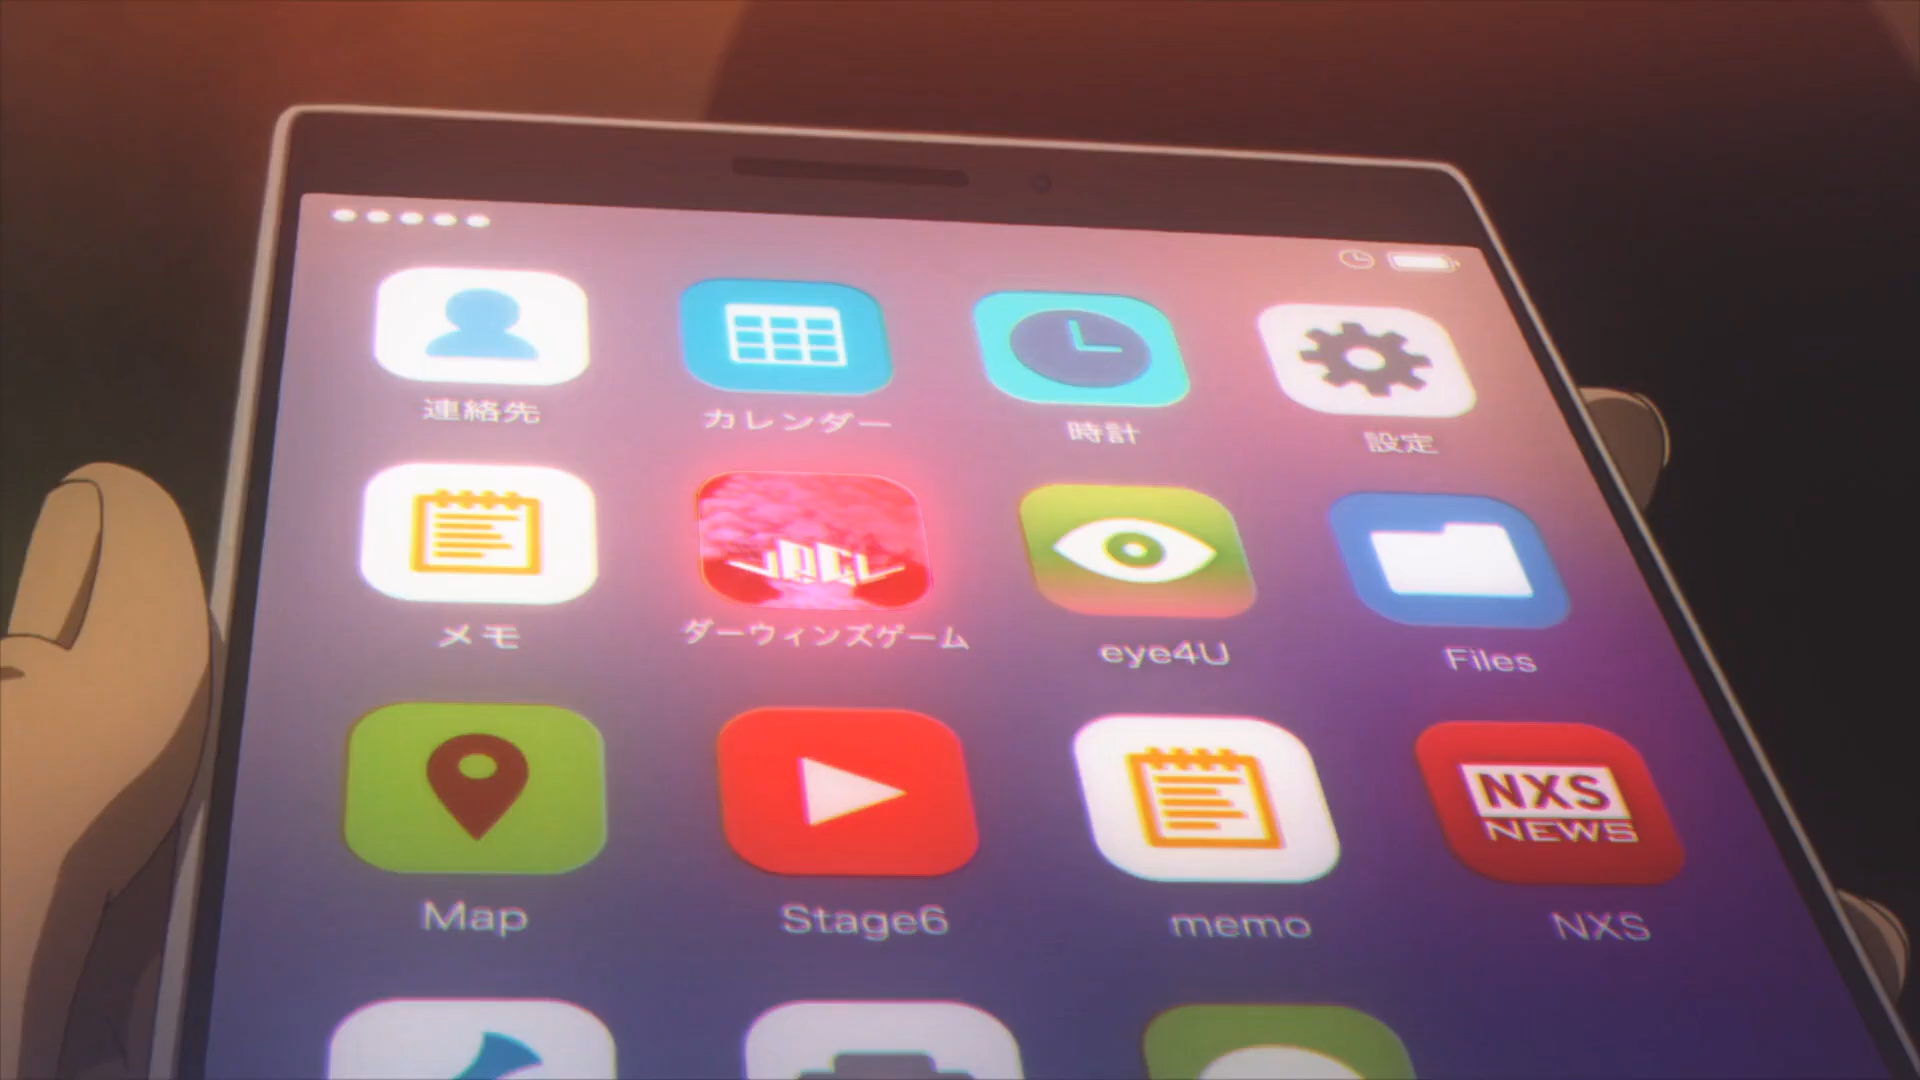 連絡先
カレンダー
時計
設定
メモ
ダーウィンズゲーム
eye4U
Files
NXS
NEWS
Map
Stage6
memo
NXS